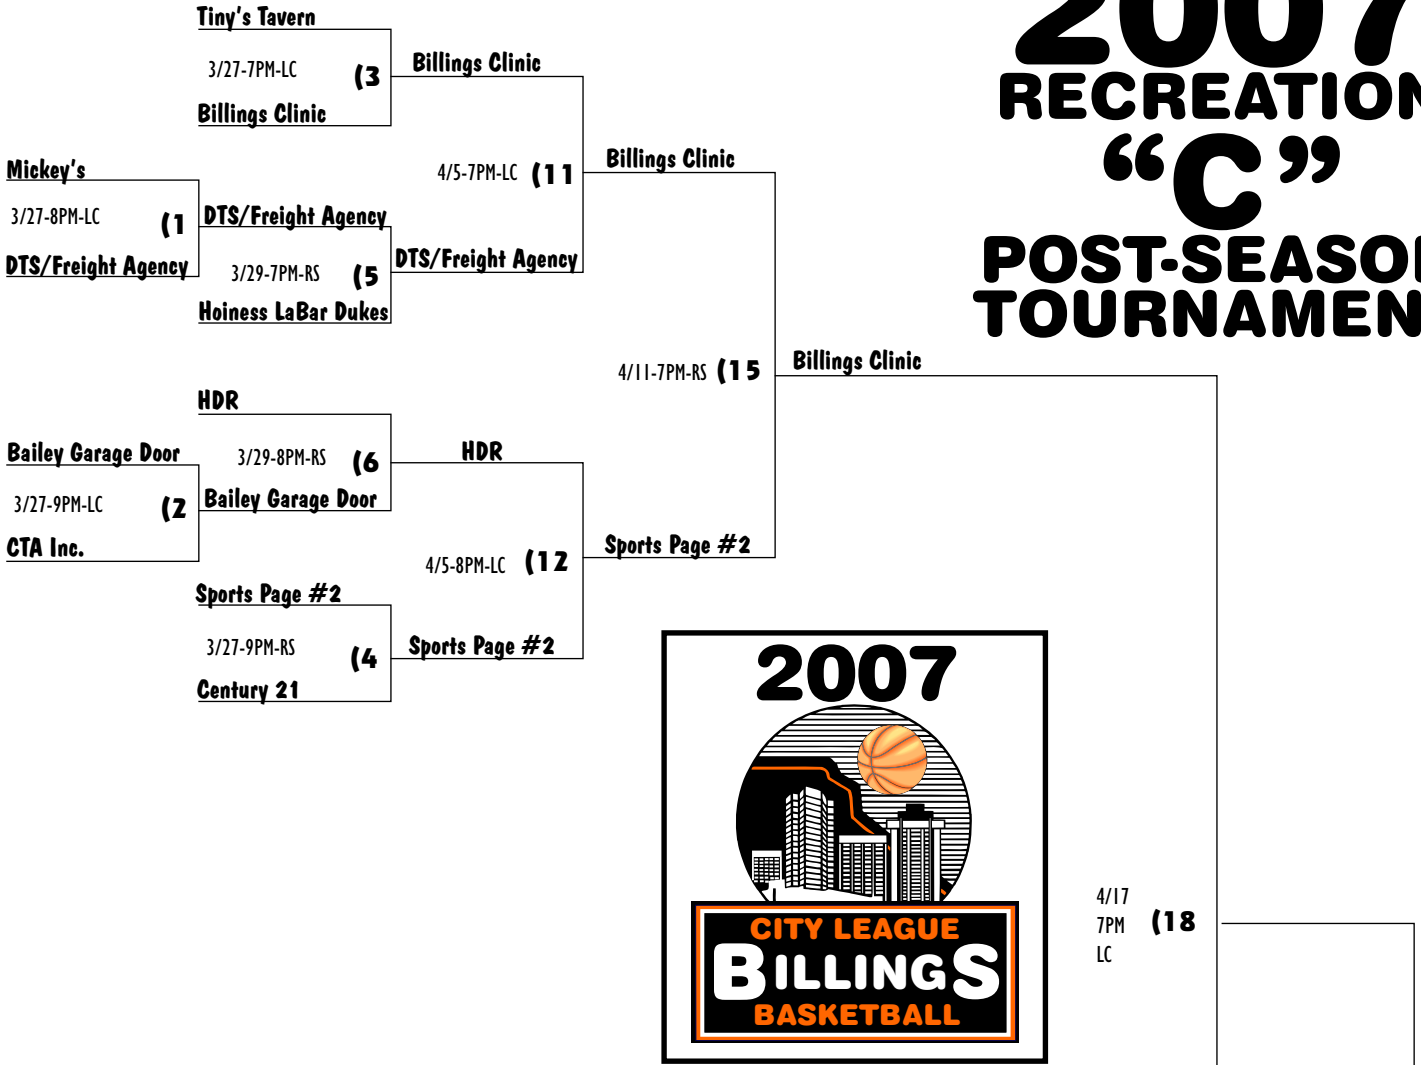 2007
RECREATION
“C”
POST-SEASO
TOURNAMEN
Tiny's Tavern
3/27-7PM-LC
(3
Billings Clinic
Billings Clinic
Mickey's
3/27-8PM-LC
(1
DTS/Freight Agency
DTS/Freight Agency
3/29-7PM-RS
(5
Hoiness LaBar Dukes
DTS/Freight Agency
4/5-7PM-LC
(11
Billings Clinic
4/11-7PM-RS
(15
Billings Clinic
HDR
3/29-8PM-RS
(6
HDR
Bailey Garage Door
3/27-9PM-LC
(2
Bailey Garage Door
CTA Inc.
4/5-8PM-LC
(12
Sports Page #2
Sports Page #2
3/27-9PM-RS
(4
Sports Page #2
Century 21
2007
CITY LEAGUE
BILLINGS
BASKETBALL
4/17
7PM
LC
(18